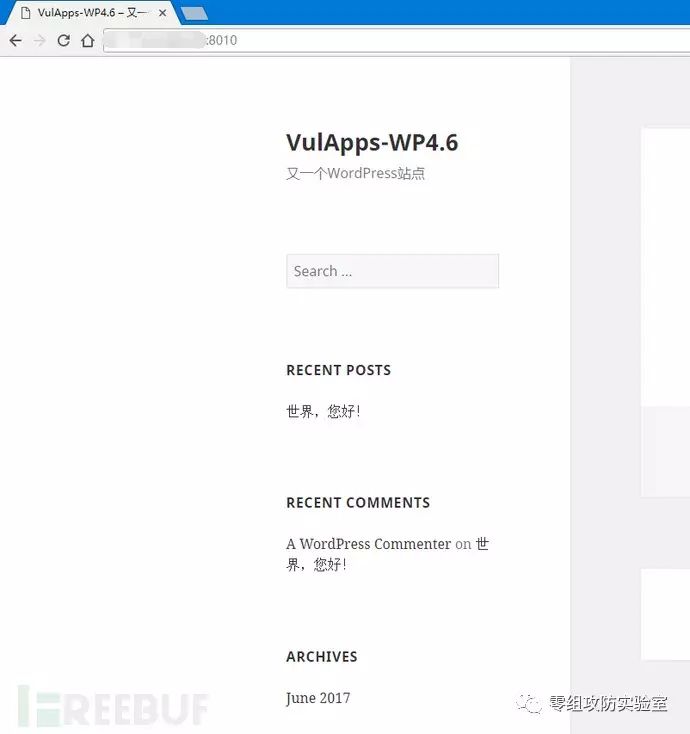 VulApps-WP4.6 – 又一
:8010
VulApps-WP4.6
又一个WordPress站点
Search ...
RECENT POSTS
世界，您好！
RECENT COMMENTS
A WordPress Commenter on 世
界，您好！
ARCHIVES
June 2017
FREEBUF
零组攻防实验室